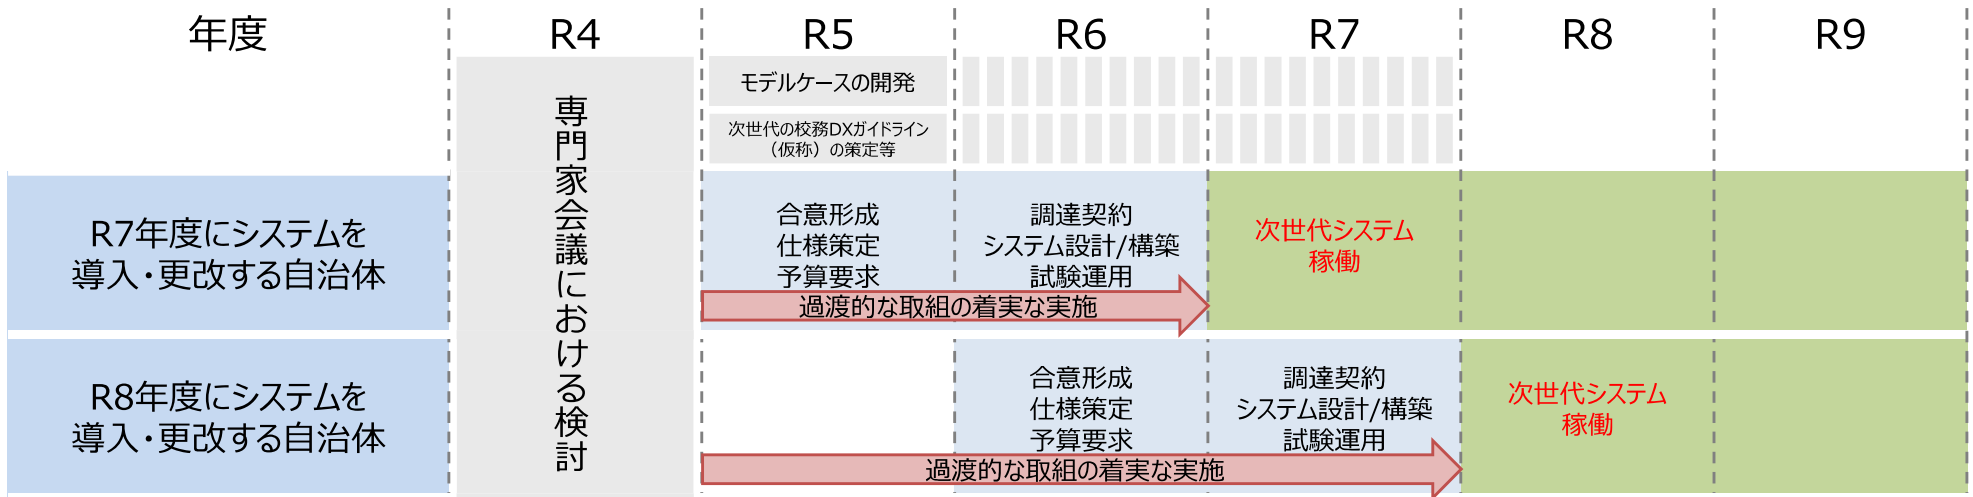 年度
R4
R5
R6
R7
R8
R9
専門家会議における検討
モデルケースの開発
次世代の校務DXガイドライン
（仮称）の策定等
R7年度にシステムを
導入・更改する自治体
合意形成
仕様策定
予算要求
調達契約
システム設計/構築
試験運用
過渡的な取組の着実な実施
次世代システム
稼働
R8年度にシステムを
導入・更改する自治体
合意形成
仕様策定
予算要求
調達契約
システム設計/構築
試験運用
過渡的な取組の着実な実施
次世代システム
稼働